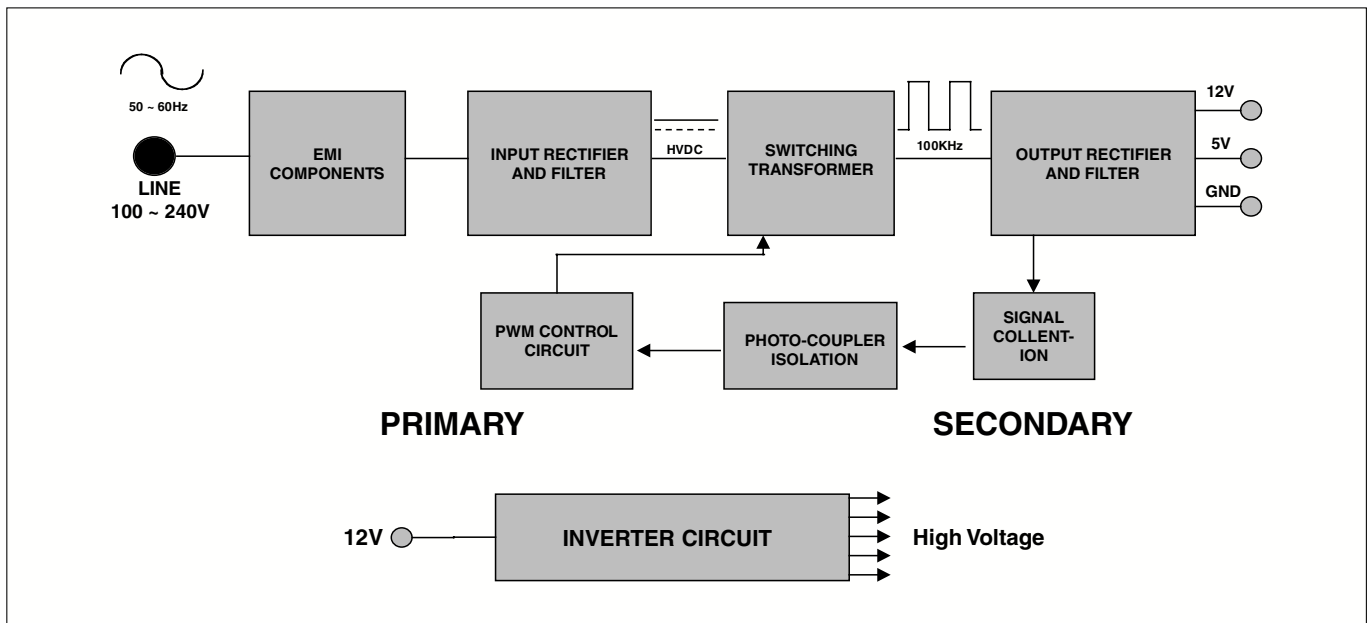 50 ~ 60Hz
LINE
100 ~ 240V
EMI
COMPONENTS
INPUT RECTIFIER
AND FILTER
HVDC
SWITCHING
TRANSFORMER
100KHz
OUTPUT RECTIFIER
AND FILTER
12V
5V
GND
PWM CONTROL
CIRCUIT
PHOTO-COUPLER
ISOLATION
SIGNAL
COLLENT-
ION
PRIMARY
SECONDARY
12V
INVERTER CIRCUIT
High Voltage